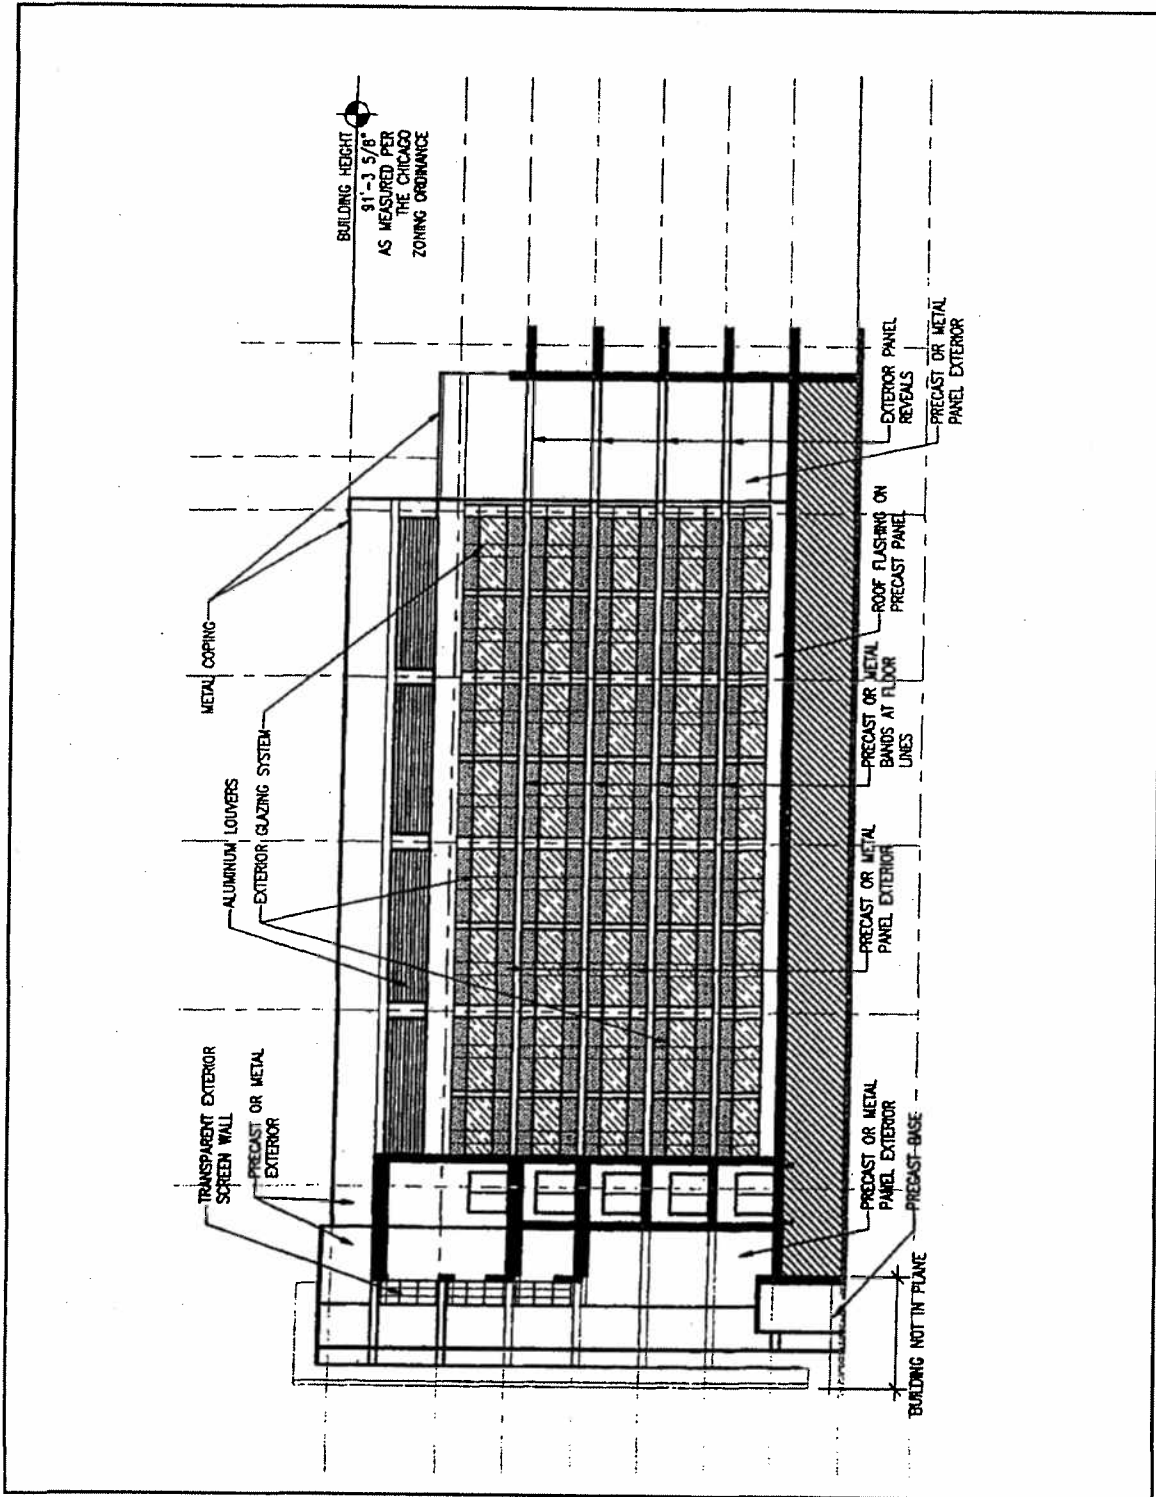 BUILDING HEIGHT
91'-3 5/8"
AS MEASURED PER
THE CHICAGO
ZONING ORDINANCE
METAL COPING
ALUMINUM LOUVERS
EXTERIOR GLAZING SYSTEM
TRANSPARENT EXTERIOR
SCREEN WALL
PRECAST OR METAL
EXTERIOR
EXTERIOR PANEL
REVEALS
PRECAST OR METAL
PANEL EXTERIOR
ROOF FLASHING ON
PRECAST PANEL
PRECAST OR METAL
BANDS AT FLOOR
LINES
PRECAST OR METAL
PANEL EXTERIOR
PRECAST OR METAL
PANEL EXTERIOR
PRECAST BASE
BUILDING NOT IN PLANE